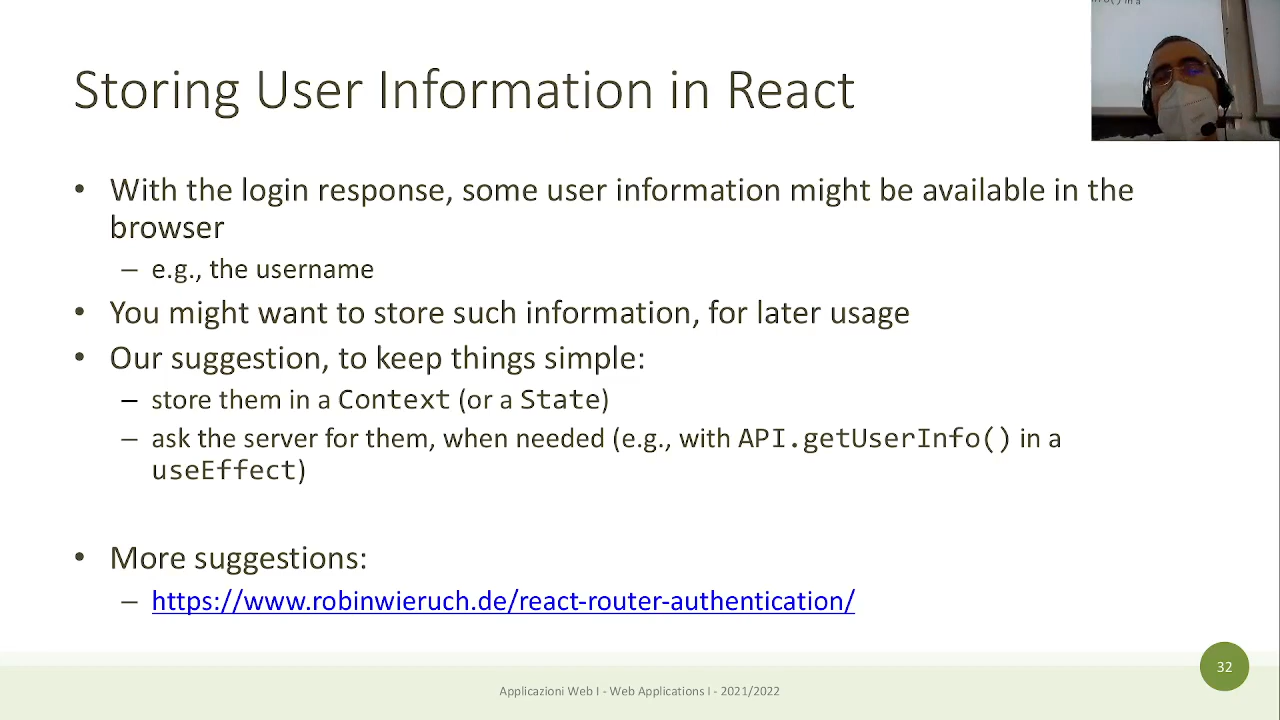 Storing User Information in React
• With the login response, some user information might be available in the
browser
– e.g., the username
• You might want to store such information, for later usage
• Our suggestion, to keep things simple:
– store them in a Context (or a State)
– ask the server for them, when needed (e.g., with API.getUserInfo() in a
useEffect)
• More suggestions:
– https://www.robinwieruch.de/react-router-authentication/
32
Applicazioni Web I - Web Applications I - 2021/2022